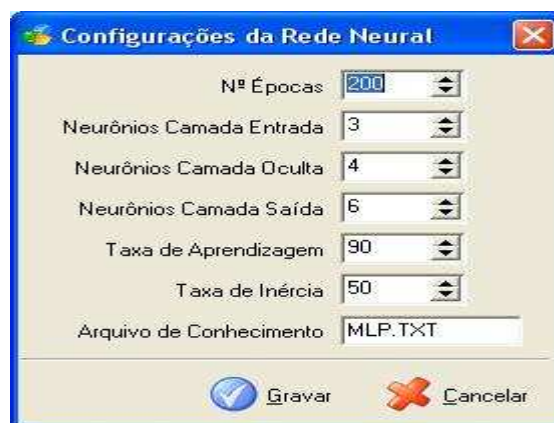 Configurações da Rede Neural
Nº Épocas 200
Neurônios Camada Entrada 3
Neurônios Camada Oculta 4
Neurônios Camada Saída 6
Taxa de Aprendizagem 90
Taxa de Inércia 50
Arquivo de Conhecimento MLP.TXT
Gravar Cancelar